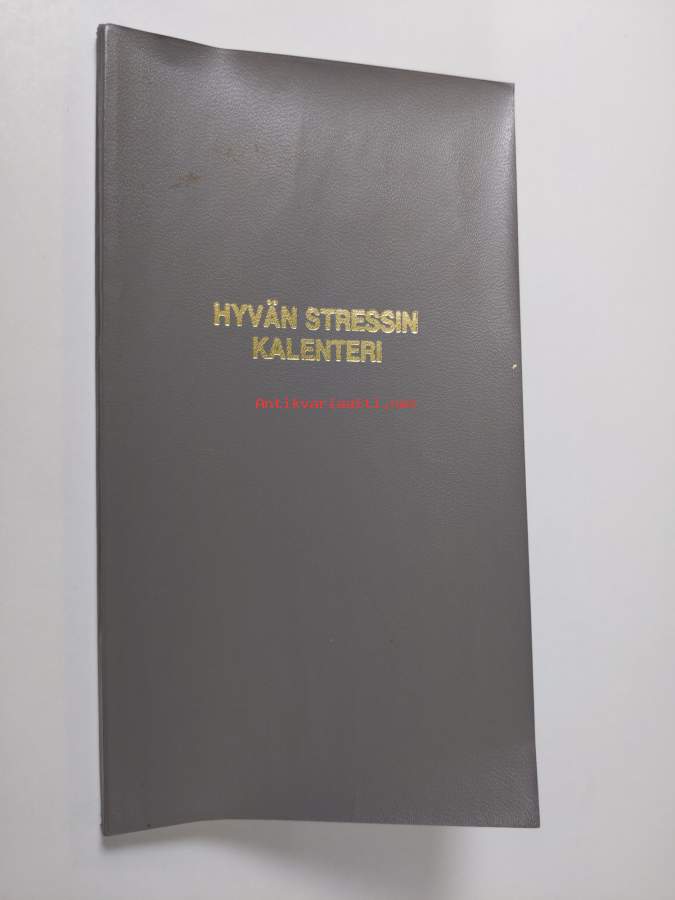 HYVÄN STRESSIN
KALENTERI
Antikvariaatti.net